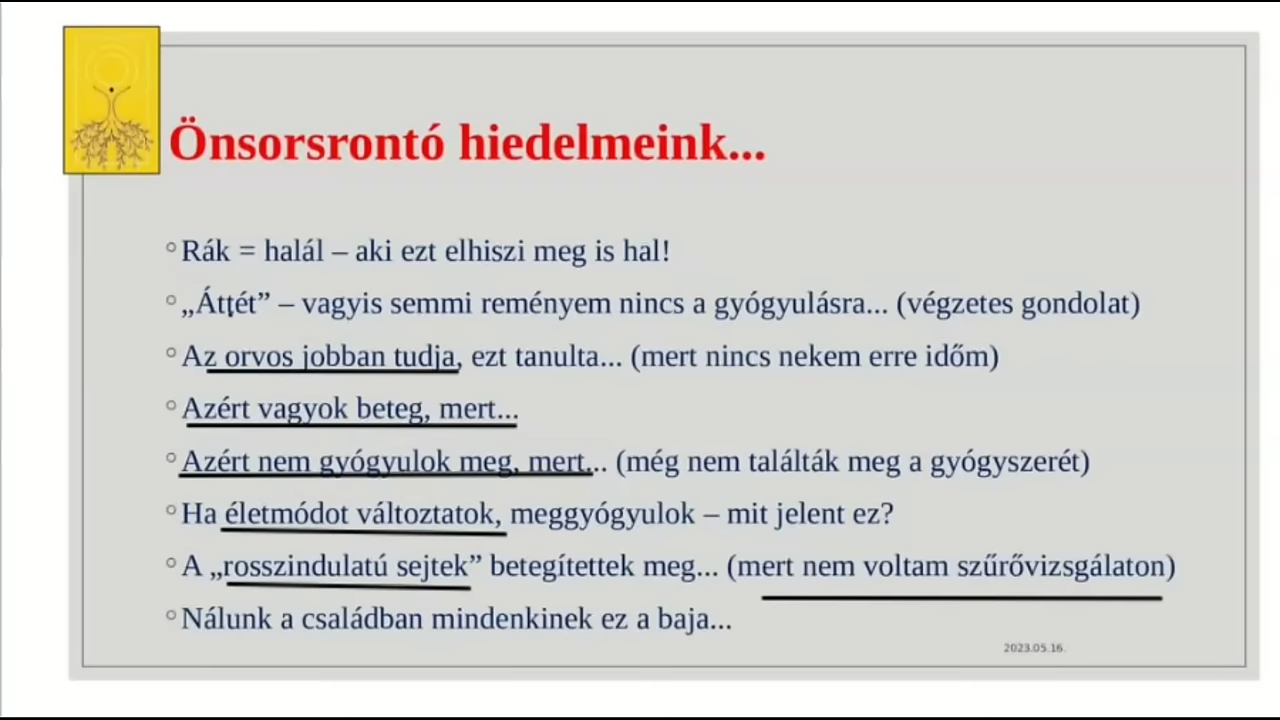 Önsorsrontó hiedelmeink...
Rák = halál – aki ezt elhiszi meg is hal!
„Áttét” – vagyis semmi reményem nincs a gyógyulásra... (végzetes gondolat)
Az orvos jobban tudja, ezt tanulta... (mert nincs nekem erre időm)
Azért vagyok beteg, mert...
Azért nem gyógyulok meg, mert... (még nem találták meg a gyógyszerét)
Ha életmódot változtatok, meggyógyulok – mit jelent ez?
A „rosszindulatú sejtek” betegítettek meg... (mert nem voltam szűrővizsgálaton)
Nálunk a családban mindenkinek ez a baja...
2023.05.16.